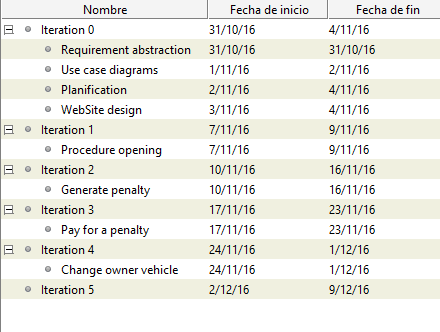 Nombre Fecha de inicio Fecha de fin
Iteration 0 31/10/16 4/11/16
Requirement abstraction 31/10/16 31/10/16
Use case diagrams 1/11/16 2/11/16
Planification 2/11/16 4/11/16
WebSite design 3/11/16 4/11/16
Iteration 1 7/11/16 9/11/16
Procedure opening 7/11/16 9/11/16
Iteration 2 10/11/16 16/11/16
Generate penalty 10/11/16 16/11/16
Iteration 3 17/11/16 23/11/16
Pay for a penalty 17/11/16 23/11/16
Iteration 4 24/11/16 1/12/16
Change owner vehicle 24/11/16 1/12/16
Iteration 5 2/12/16 9/12/16